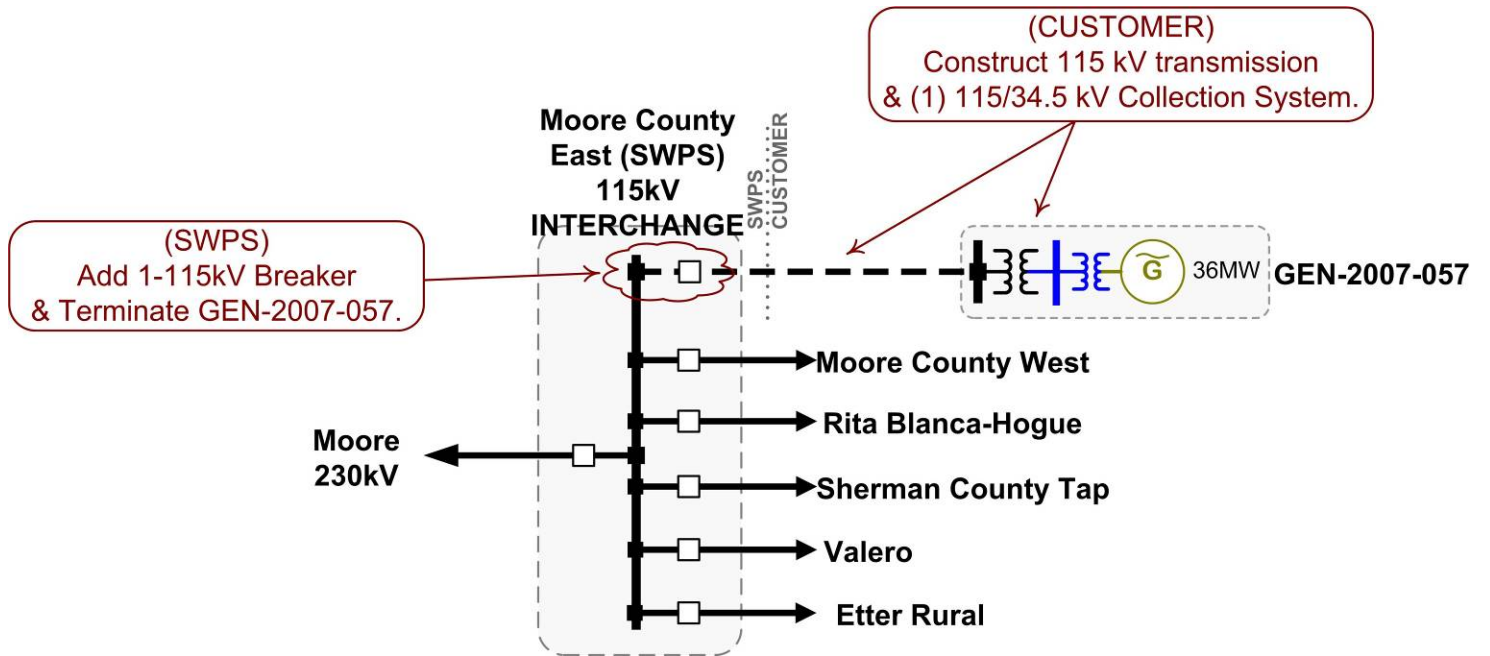 (CUSTOMER)
Construct 115 kV transmission
& (1) 115/34.5 kV Collection System.
Moore County
East (SWPS)
115kV
INTERCHANGE
SWPS
CUSTOMER
(SWPS)
Add 1-115kV Breaker
& Terminate GEN-2007-057.
G
36MW
GEN-2007-057
Moore County West
Rita Blanca-Hogue
Moore
230kV
Sherman County Tap
Valero
Etter Rural